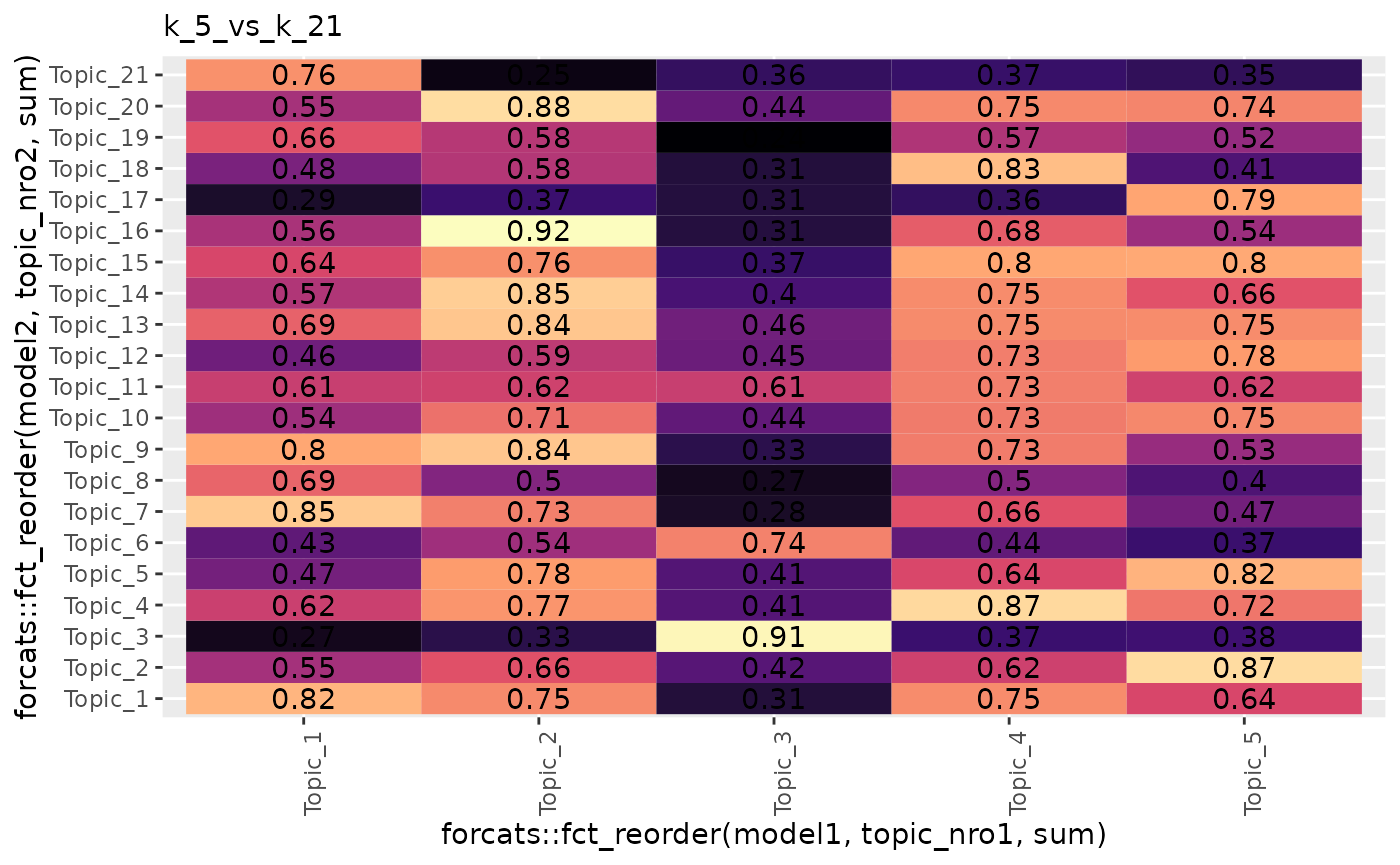 k_5_vs_k_21
forcats::fct_reorder(model2, topic_nro2, sum)
Topic_21 0.76 0.25 0.36 0.37 0.35
Topic_20 0.55 0.88 0.44 0.75 0.74
Topic_19 0.66 0.58 0.57 0.52
Topic_18 0.48 0.58 0.31 0.83 0.41
Topic_17 0.29 0.37 0.31 0.36 0.79
Topic_16 0.56 0.92 0.31 0.68 0.54
Topic_15 0.64 0.76 0.37 0.8 0.8
Topic_14 0.57 0.85 0.4 0.75 0.66
Topic_13 0.69 0.84 0.46 0.75 0.75
Topic_12 0.46 0.59 0.45 0.73 0.78
Topic_11 0.61 0.62 0.61 0.73 0.62
Topic_10 0.54 0.71 0.44 0.73 0.75
Topic_9 0.8 0.84 0.33 0.73 0.53
Topic_8 0.69 0.5 0.27 0.5 0.4
Topic_7 0.85 0.73 0.28 0.66 0.47
Topic_6 0.43 0.54 0.74 0.44 0.37
Topic_5 0.47 0.78 0.41 0.64 0.82
Topic_4 0.62 0.77 0.41 0.87 0.72
Topic_3 0.27 0.33 0.91 0.37 0.38
Topic_2 0.55 0.66 0.42 0.62 0.87
Topic_1 0.82 0.75 0.31 0.75 0.64
Topic_1 Topic_2 Topic_3 Topic_4 Topic_5
forcats::fct_reorder(model1, topic_nro1, sum)